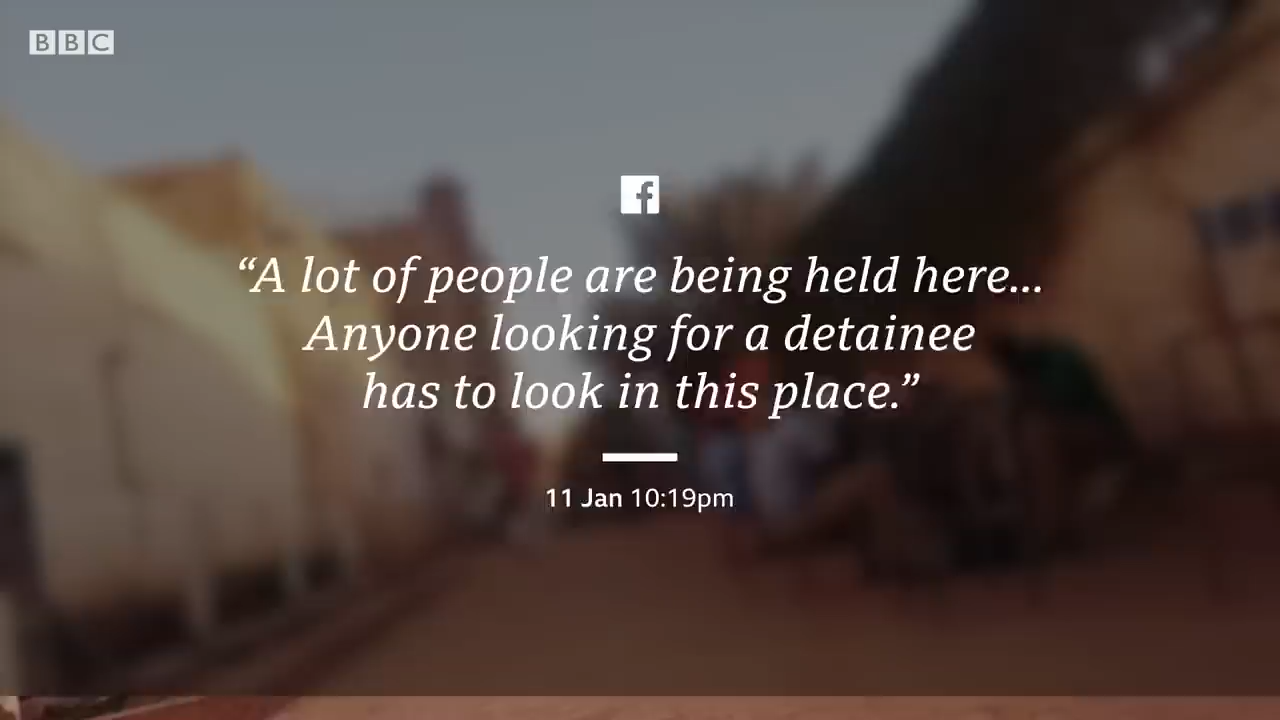 BBC
“A lot of people are being held here...
Anyone looking for a detainee
has to look in this place.”
11 Jan 10:19pm